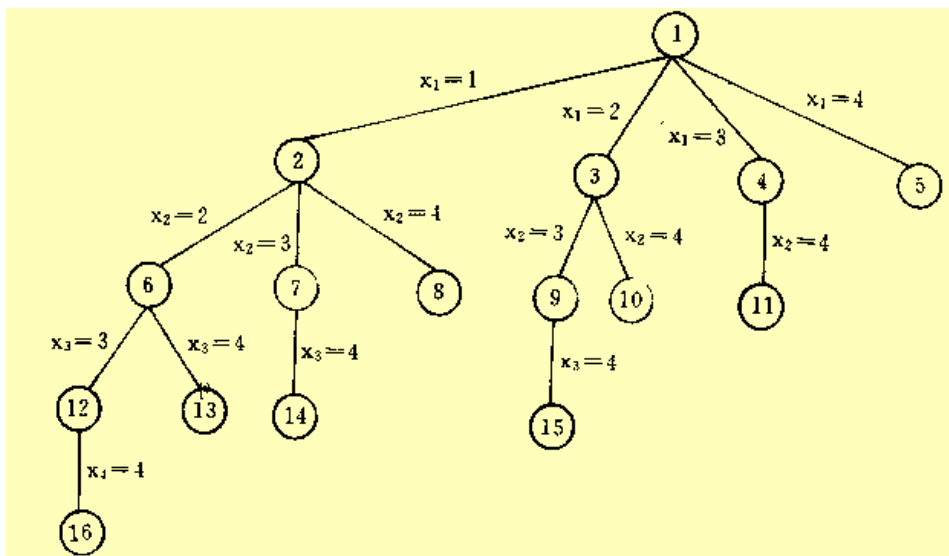 1
x₁=1
x₁=2
x₁=3
x₁=4
2
3
4
5
x₂=2
x₂=3
x₂=4
x₂=3
x₂=4
x₂=4
6
7
8
9
10
11
x₃=3
x₃=4
x₃=4
x₃=4
12
13
14
15
x₄=4
16